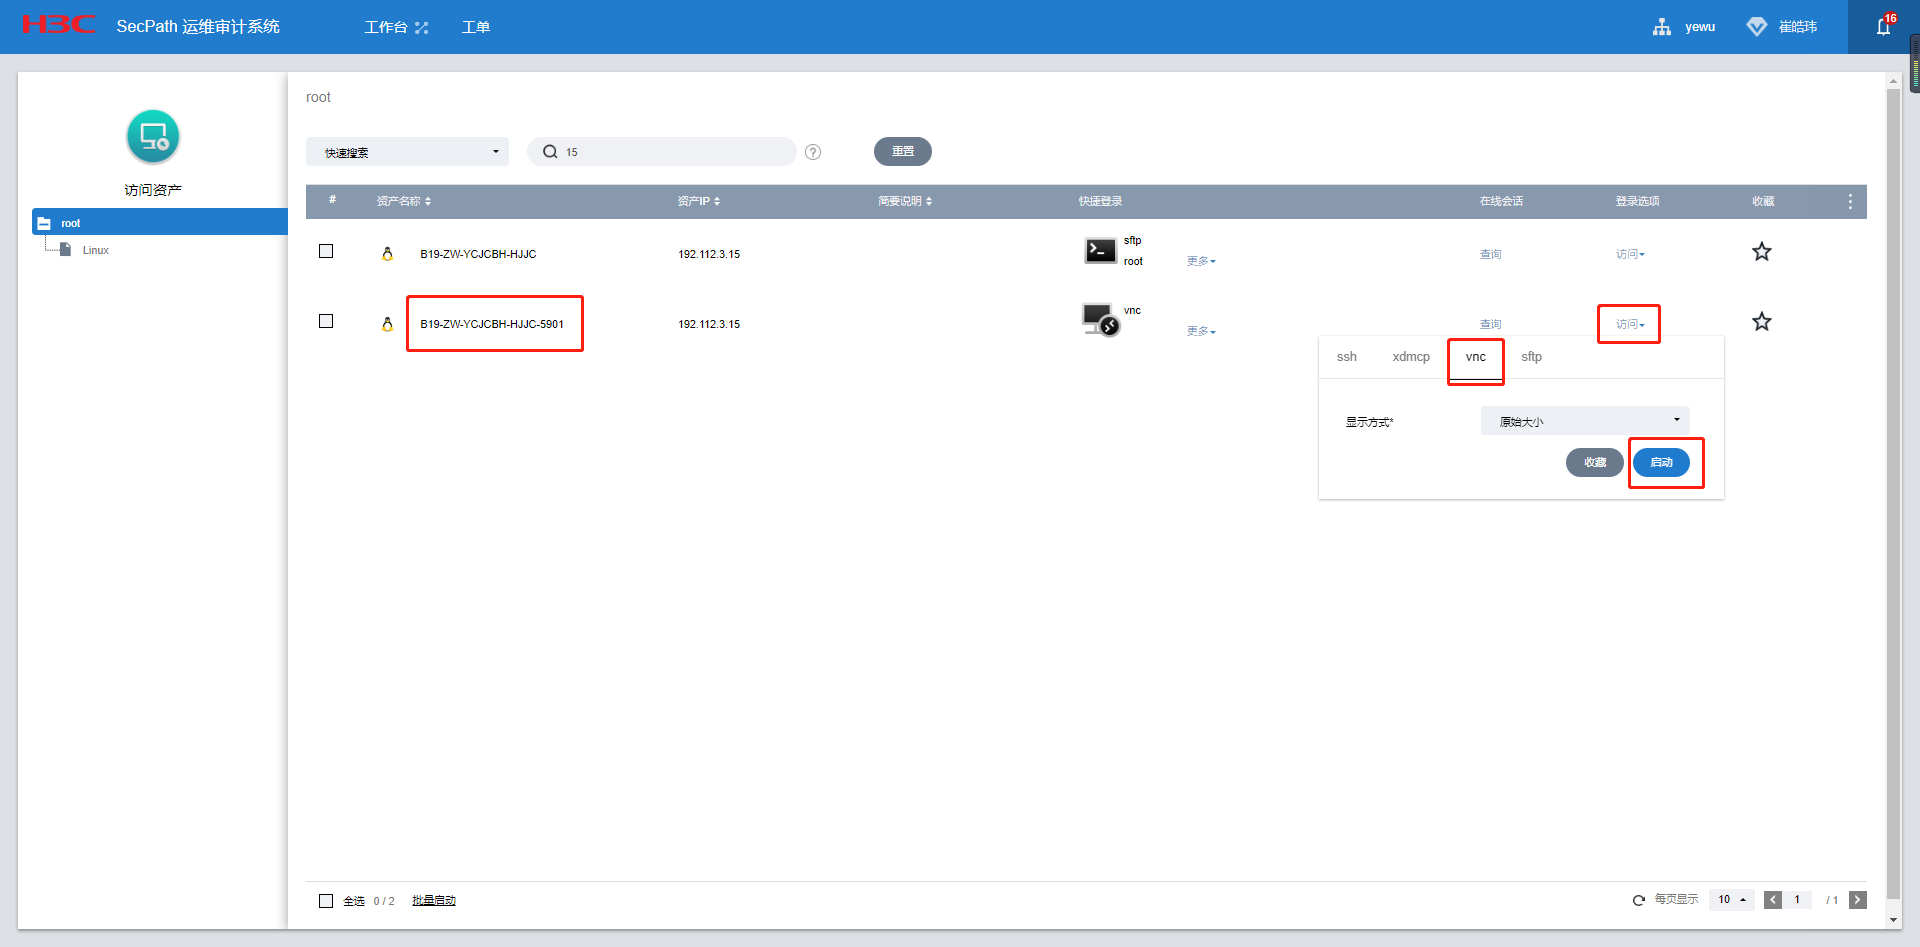 H3C SecPath 运维审计系统 工作台 工单 yewu 崔皓玮 16
访问资产
root
Linux
root
快速搜索 15 重置
# 资产名称 资产IP 简要说明 快捷登录 在线会话 登录选项 收藏
B19-ZW-YCJCBH-HJJC 192.112.3.15 sftp root 更多 查询 访问
B19-ZW-YCJCBH-HJJC-5901 192.112.3.15 vnc 更多 查询 访问
ssh xdmcp vnc sftp
显示方式* 原始大小
收藏 启动
全选 0 / 2 批量启动 每页显示 10 1 / 1